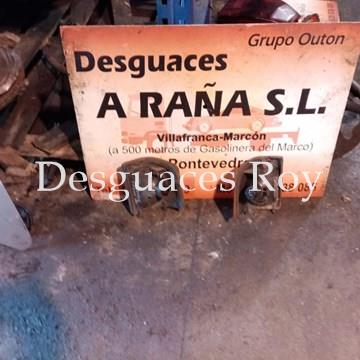 Grupo Outon
Desguaces
A RAÑA S.L.
Villafranca-Marcón
(a 500 metros de Gasolinera del Marco)
Pontevedra
Desguaces Roy